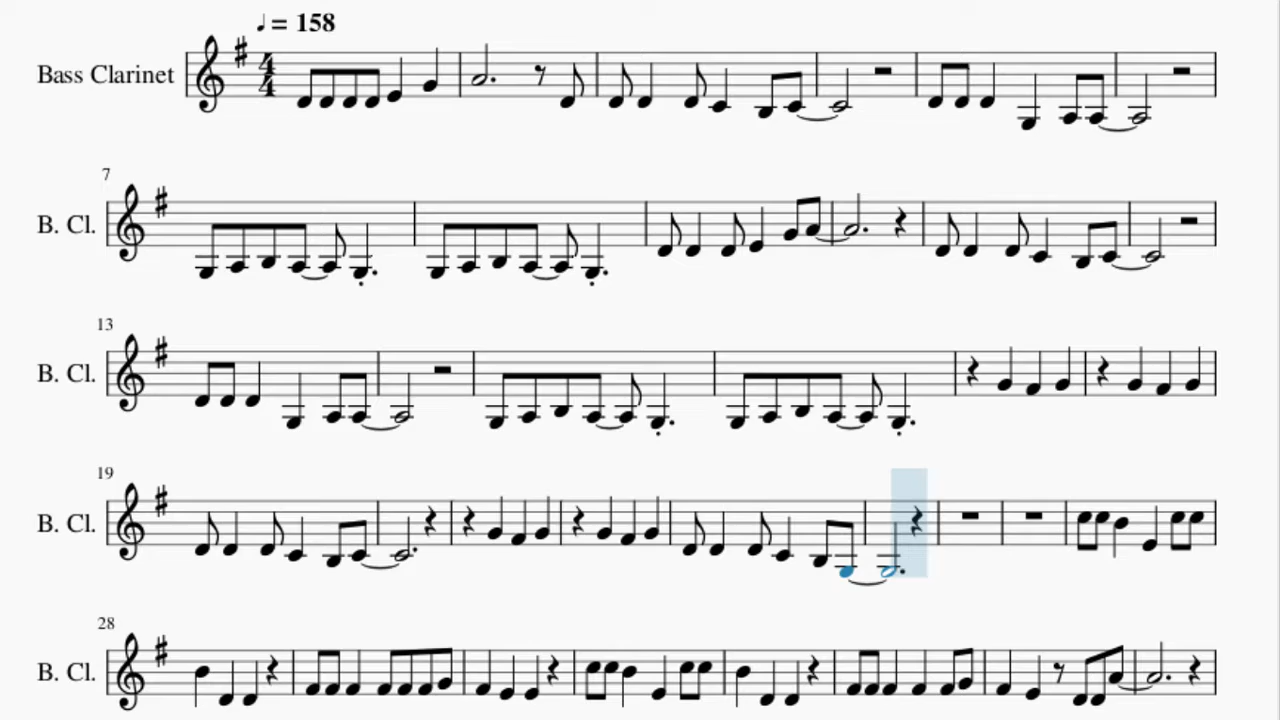 ♩ = 158
Bass Clarinet
4
4
7
B. Cl.
13
B. Cl.
19
B. Cl.
28
B. Cl.